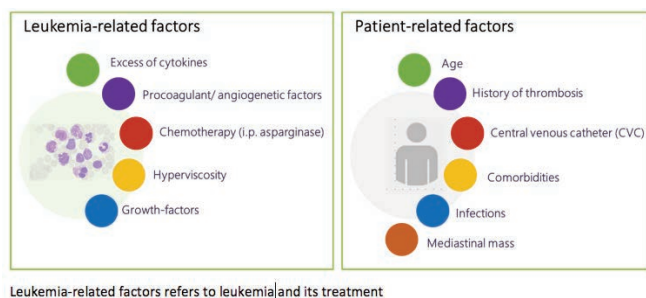 Leukemia-related factors
Excess of cytokines
Procoagulant/ angiogenetic factors
Chemotherapy (i.p. asparginase)
Hyperviscosity
Growth-factors
Patient-related factors
Age
History of thrombosis
Central venous catheter (CVC)
Comorbidities
Infections
Mediastinal mass
Leukemia-related factors refers to leukemia and its treatment